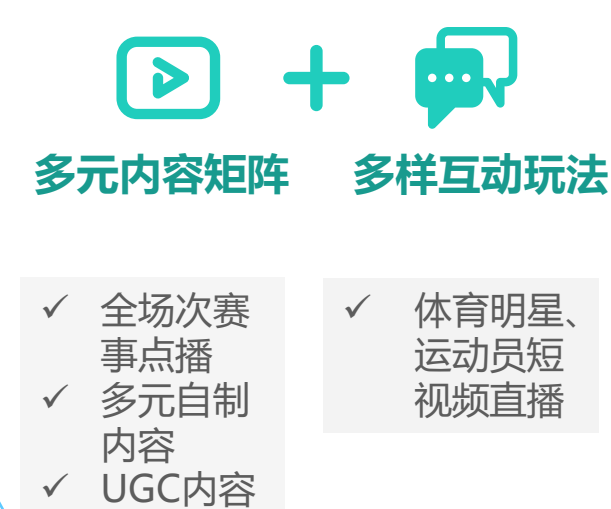 多元内容矩阵
多样互动玩法
全场次赛
事点播
多元自制
内容
UGC内容
体育明星、
运动员短
视频直播